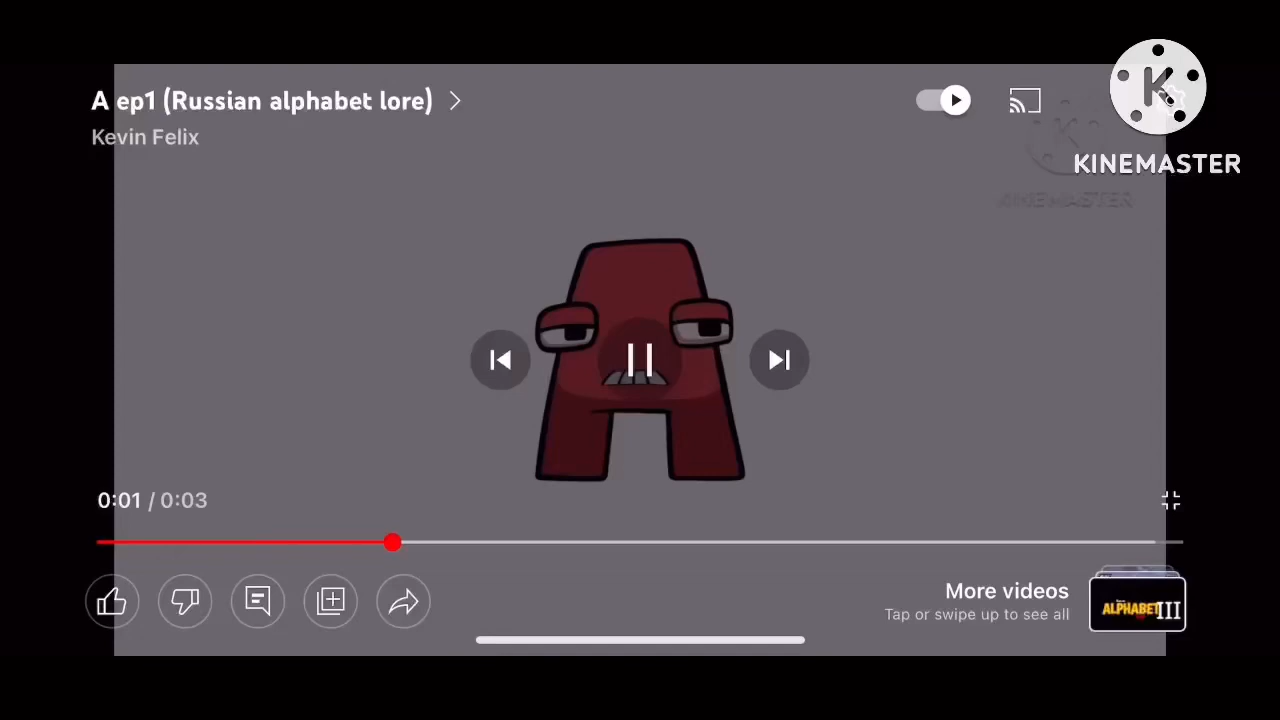 A ep1 (Russian alphabet lore)
Kevin Felix
K
KINEMASTER
KINEMASTER
0:01 / 0:03
More videos
Tap or swipe up to see all
ALPHABET III